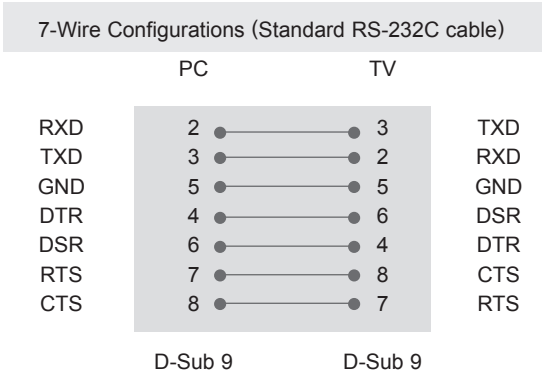 7-Wire Configurations (Standard RS-232C cable)
PC TV
RXD 2 3 TXD
TXD 3 2 RXD
GND 5 5 GND
DTR 4 6 DSR
DSR 6 4 DTR
RTS 7 8 CTS
CTS 8 7 RTS
D-Sub 9 D-Sub 9